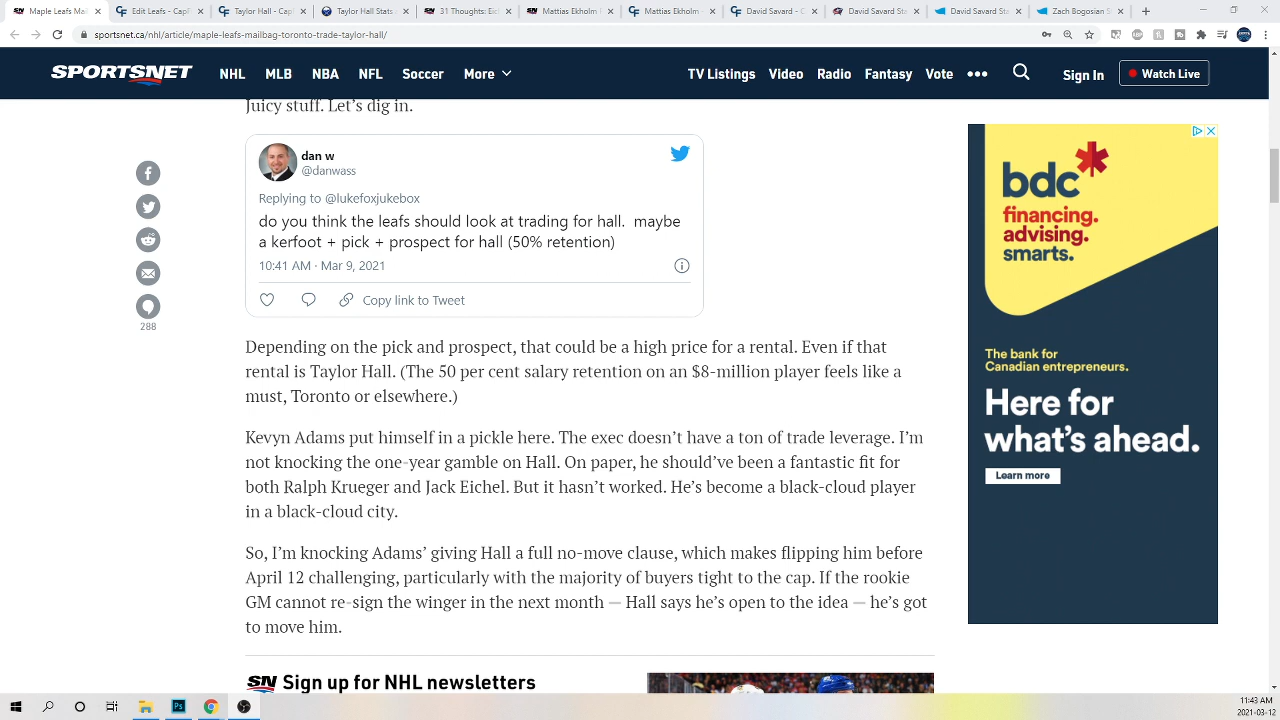 Leafs Ma
Edit Leafs - CapF
Taylor Hall Stats
31 Thoughts: Bei
Mattias Ekholm
Mattias Ekholm
David Savard - C
David Savard Sta
David Savard Sta
Zach Bogosian S
sportsnet.ca/nhl/article/maple-leafs-mailbag-toronto-trade-taylor-hall/
SPORTSNET NHL MLB NBA NFL Soccer More TV Listings Video Radio Fantasy Vote ••• Sign In Watch Live
Juicy stuff. Let's dig in.
dan w
@danwass
Replying to @lukefoxjukebox
do you think the leafs should look at trading for hall. maybe
a kerfoot + pick + prospect for hall (50% retention)
10:41 AM · Mar 9, 2021
Copy link to Tweet
288
Depending on the pick and prospect, that could be a high price for a rental. Even if that
rental is Taylor Hall. (The 50 per cent salary retention on an $8-million player feels like a
must, Toronto or elsewhere.)
Kevyn Adams put himself in a pickle here. The exec doesn't have a ton of trade leverage. I'm
not knocking the one-year gamble on Hall. On paper, he should've been a fantastic fit for
both Ralph Krueger and Jack Eichel. But it hasn't worked. He's become a black-cloud player
in a black-cloud city.
So, I'm knocking Adams' giving Hall a full no-move clause, which makes flipping him before
April 12 challenging, particularly with the majority of buyers tight to the cap. If the rookie
GM cannot re-sign the winger in the next month — Hall says he's open to the idea — he's got
to move him.
SN Sign up for NHL newsletters
bdc
financing.
advising.
smarts.
The bank for
Canadian entrepreneurs.
Here for
what's ahead.
Learn more
Ps
11:43 AM
2021-03-12